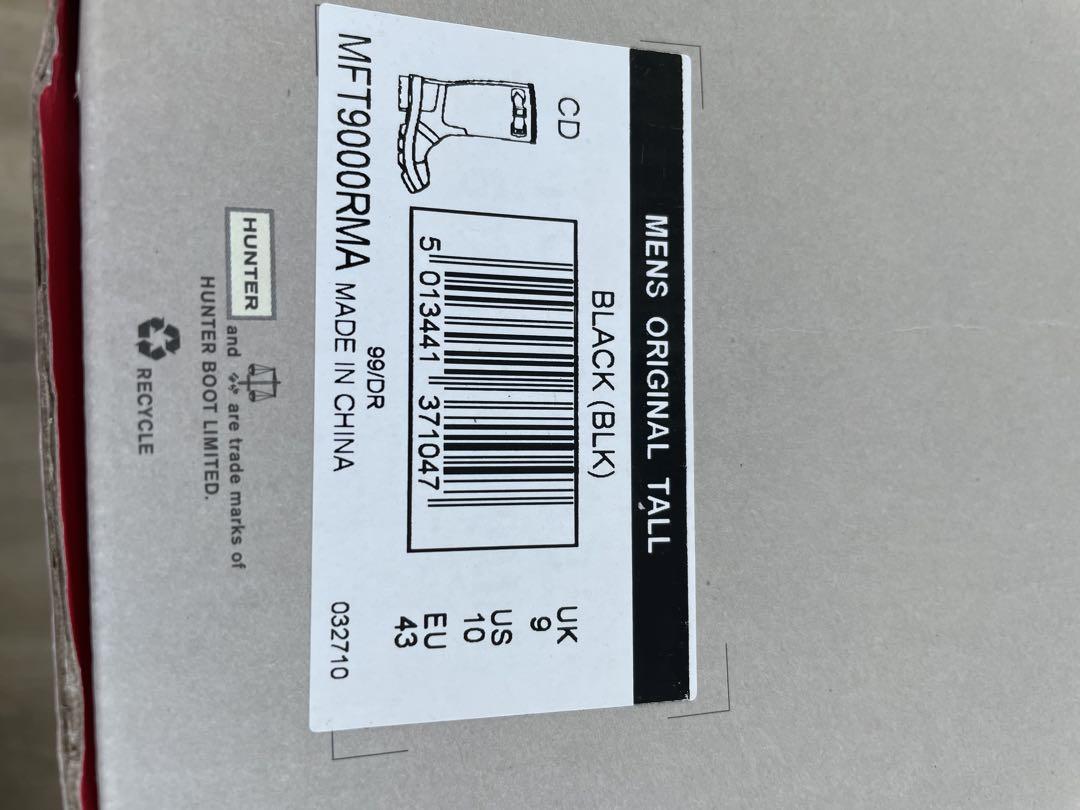 MENS ORIGINAL TALL
BLACK (BLK)
CD
UK
9
US
10
EU
43
5 013441 371047
99/DR
MFT9000RMA MADE IN CHINA
032710
HUNTER and are trade marks of
HUNTER BOOT LIMITED.
RECYCLE